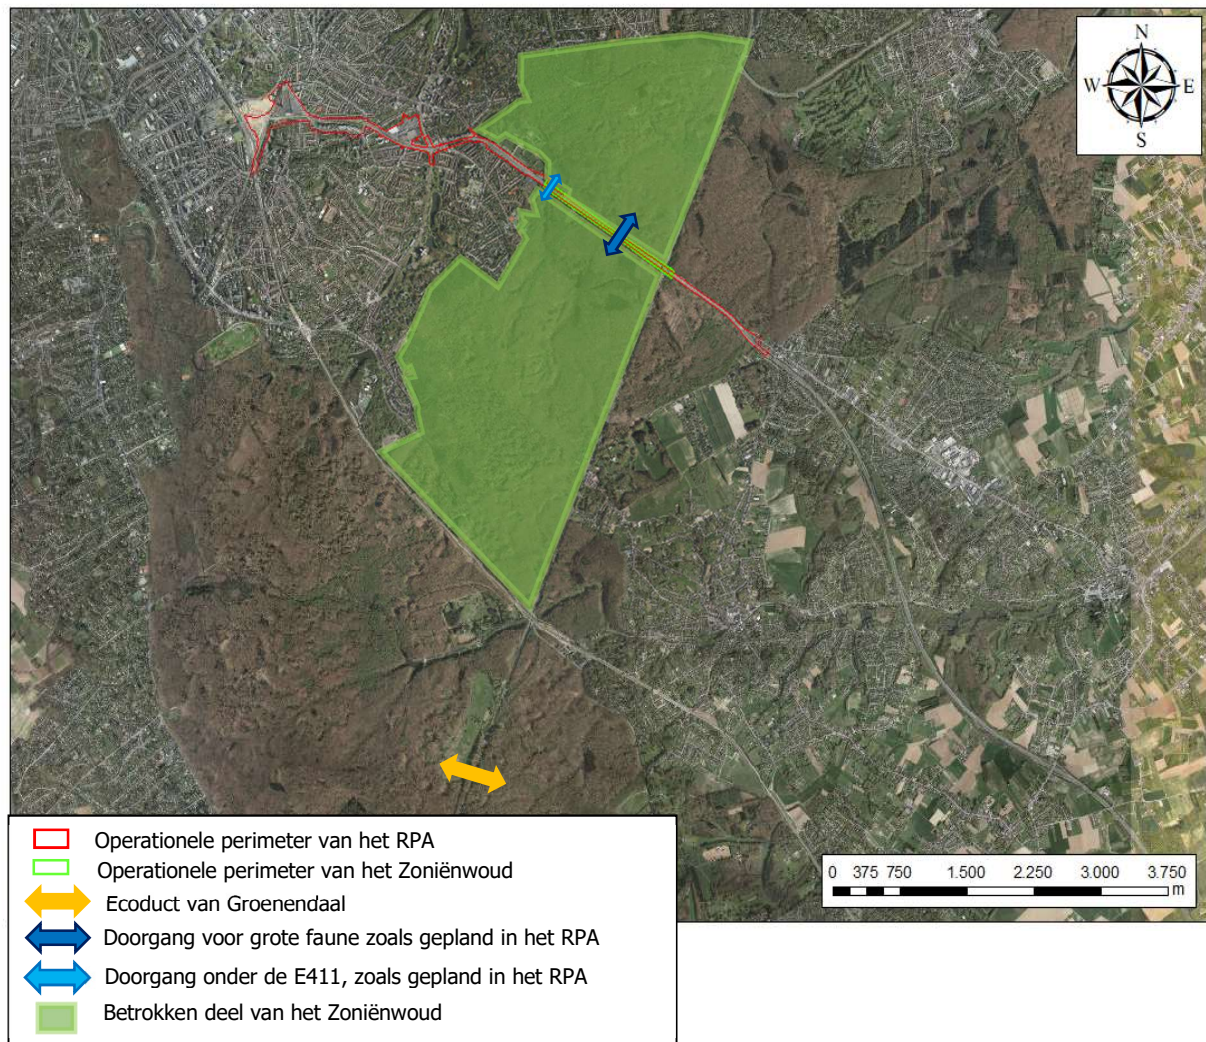 N
W E
S
Operationele perimeter van het RPA
Operationele perimeter van het Zoniënwoud
Ecoduct van Groenendaal
Doorgang voor grote faune zoals gepland in het RPA
Doorgang onder de E411, zoals gepland in het RPA
Betrokken deel van het Zoniënwoud
0 375 750 1.500 2.250 3.000 3.750
m